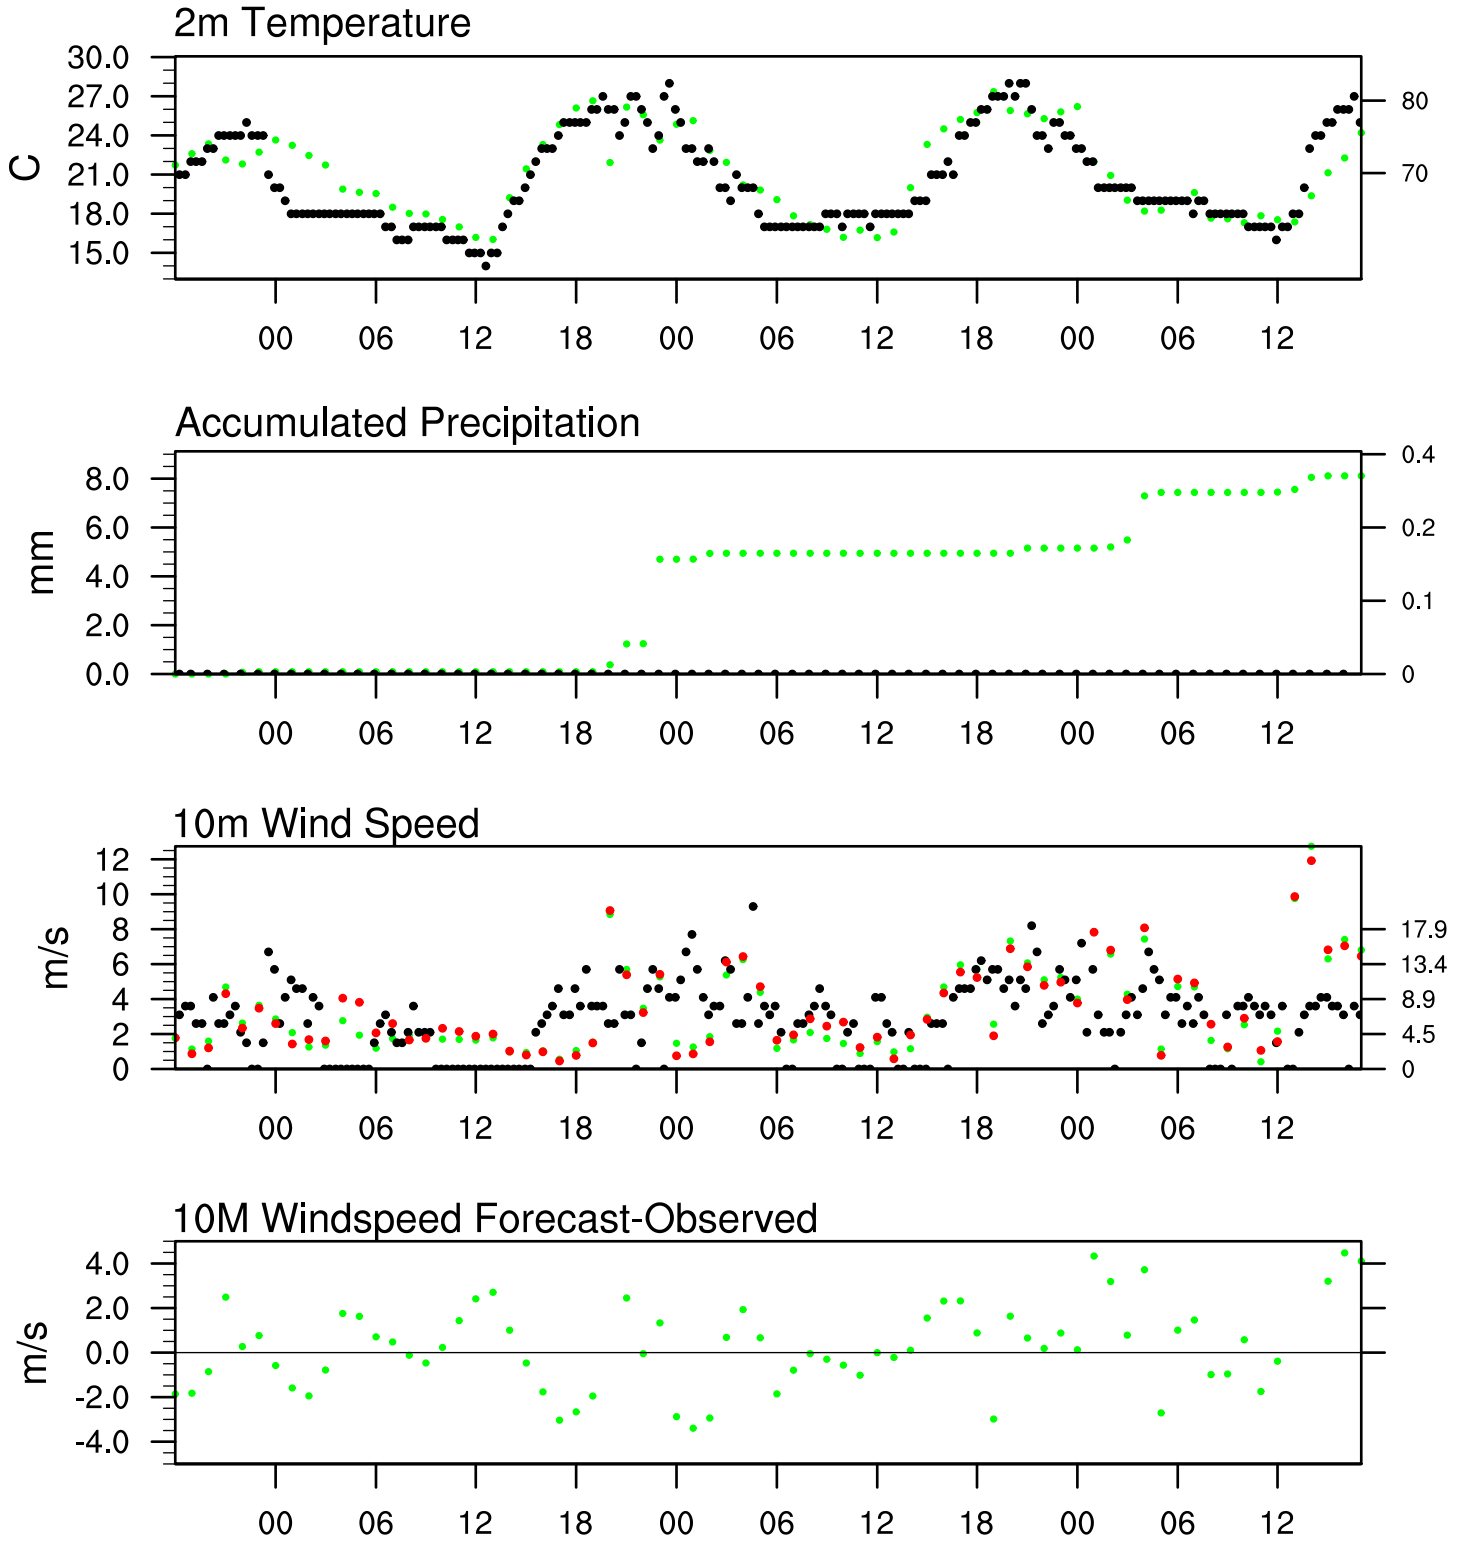 2m Temperature
30.0
27.0
24.0
21.0
18.0
15.0
C
80
70
00 06 12 18 00 06 12 18 00 06 12
Accumulated Precipitation
8.0
6.0
4.0
2.0
0.0
mm
0.4
0.2
0.1
0
00 06 12 18 00 06 12 18 00 06 12
10m Wind Speed
12
10
8
6
4
2
0
m/s
17.9
13.4
8.9
4.5
0
00 06 12 18 00 06 12 18 00 06 12
10M Windspeed Forecast-Observed
4.0
2.0
0.0
-2.0
-4.0
m/s
00 06 12 18 00 06 12 18 00 06 12